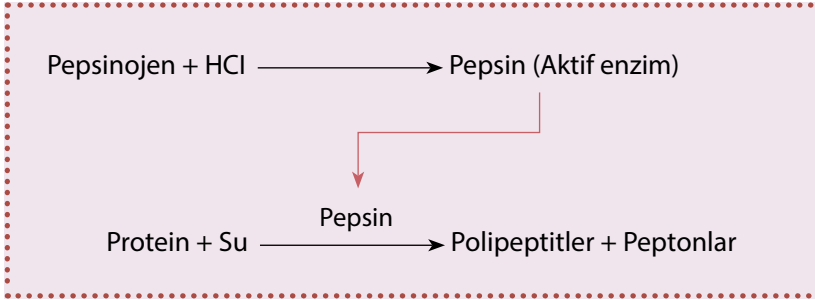 Pepsinojen + HCl Pepsin (Aktif enzim)
Pepsin
Protein + Su Polipeptitler + Peptonlar